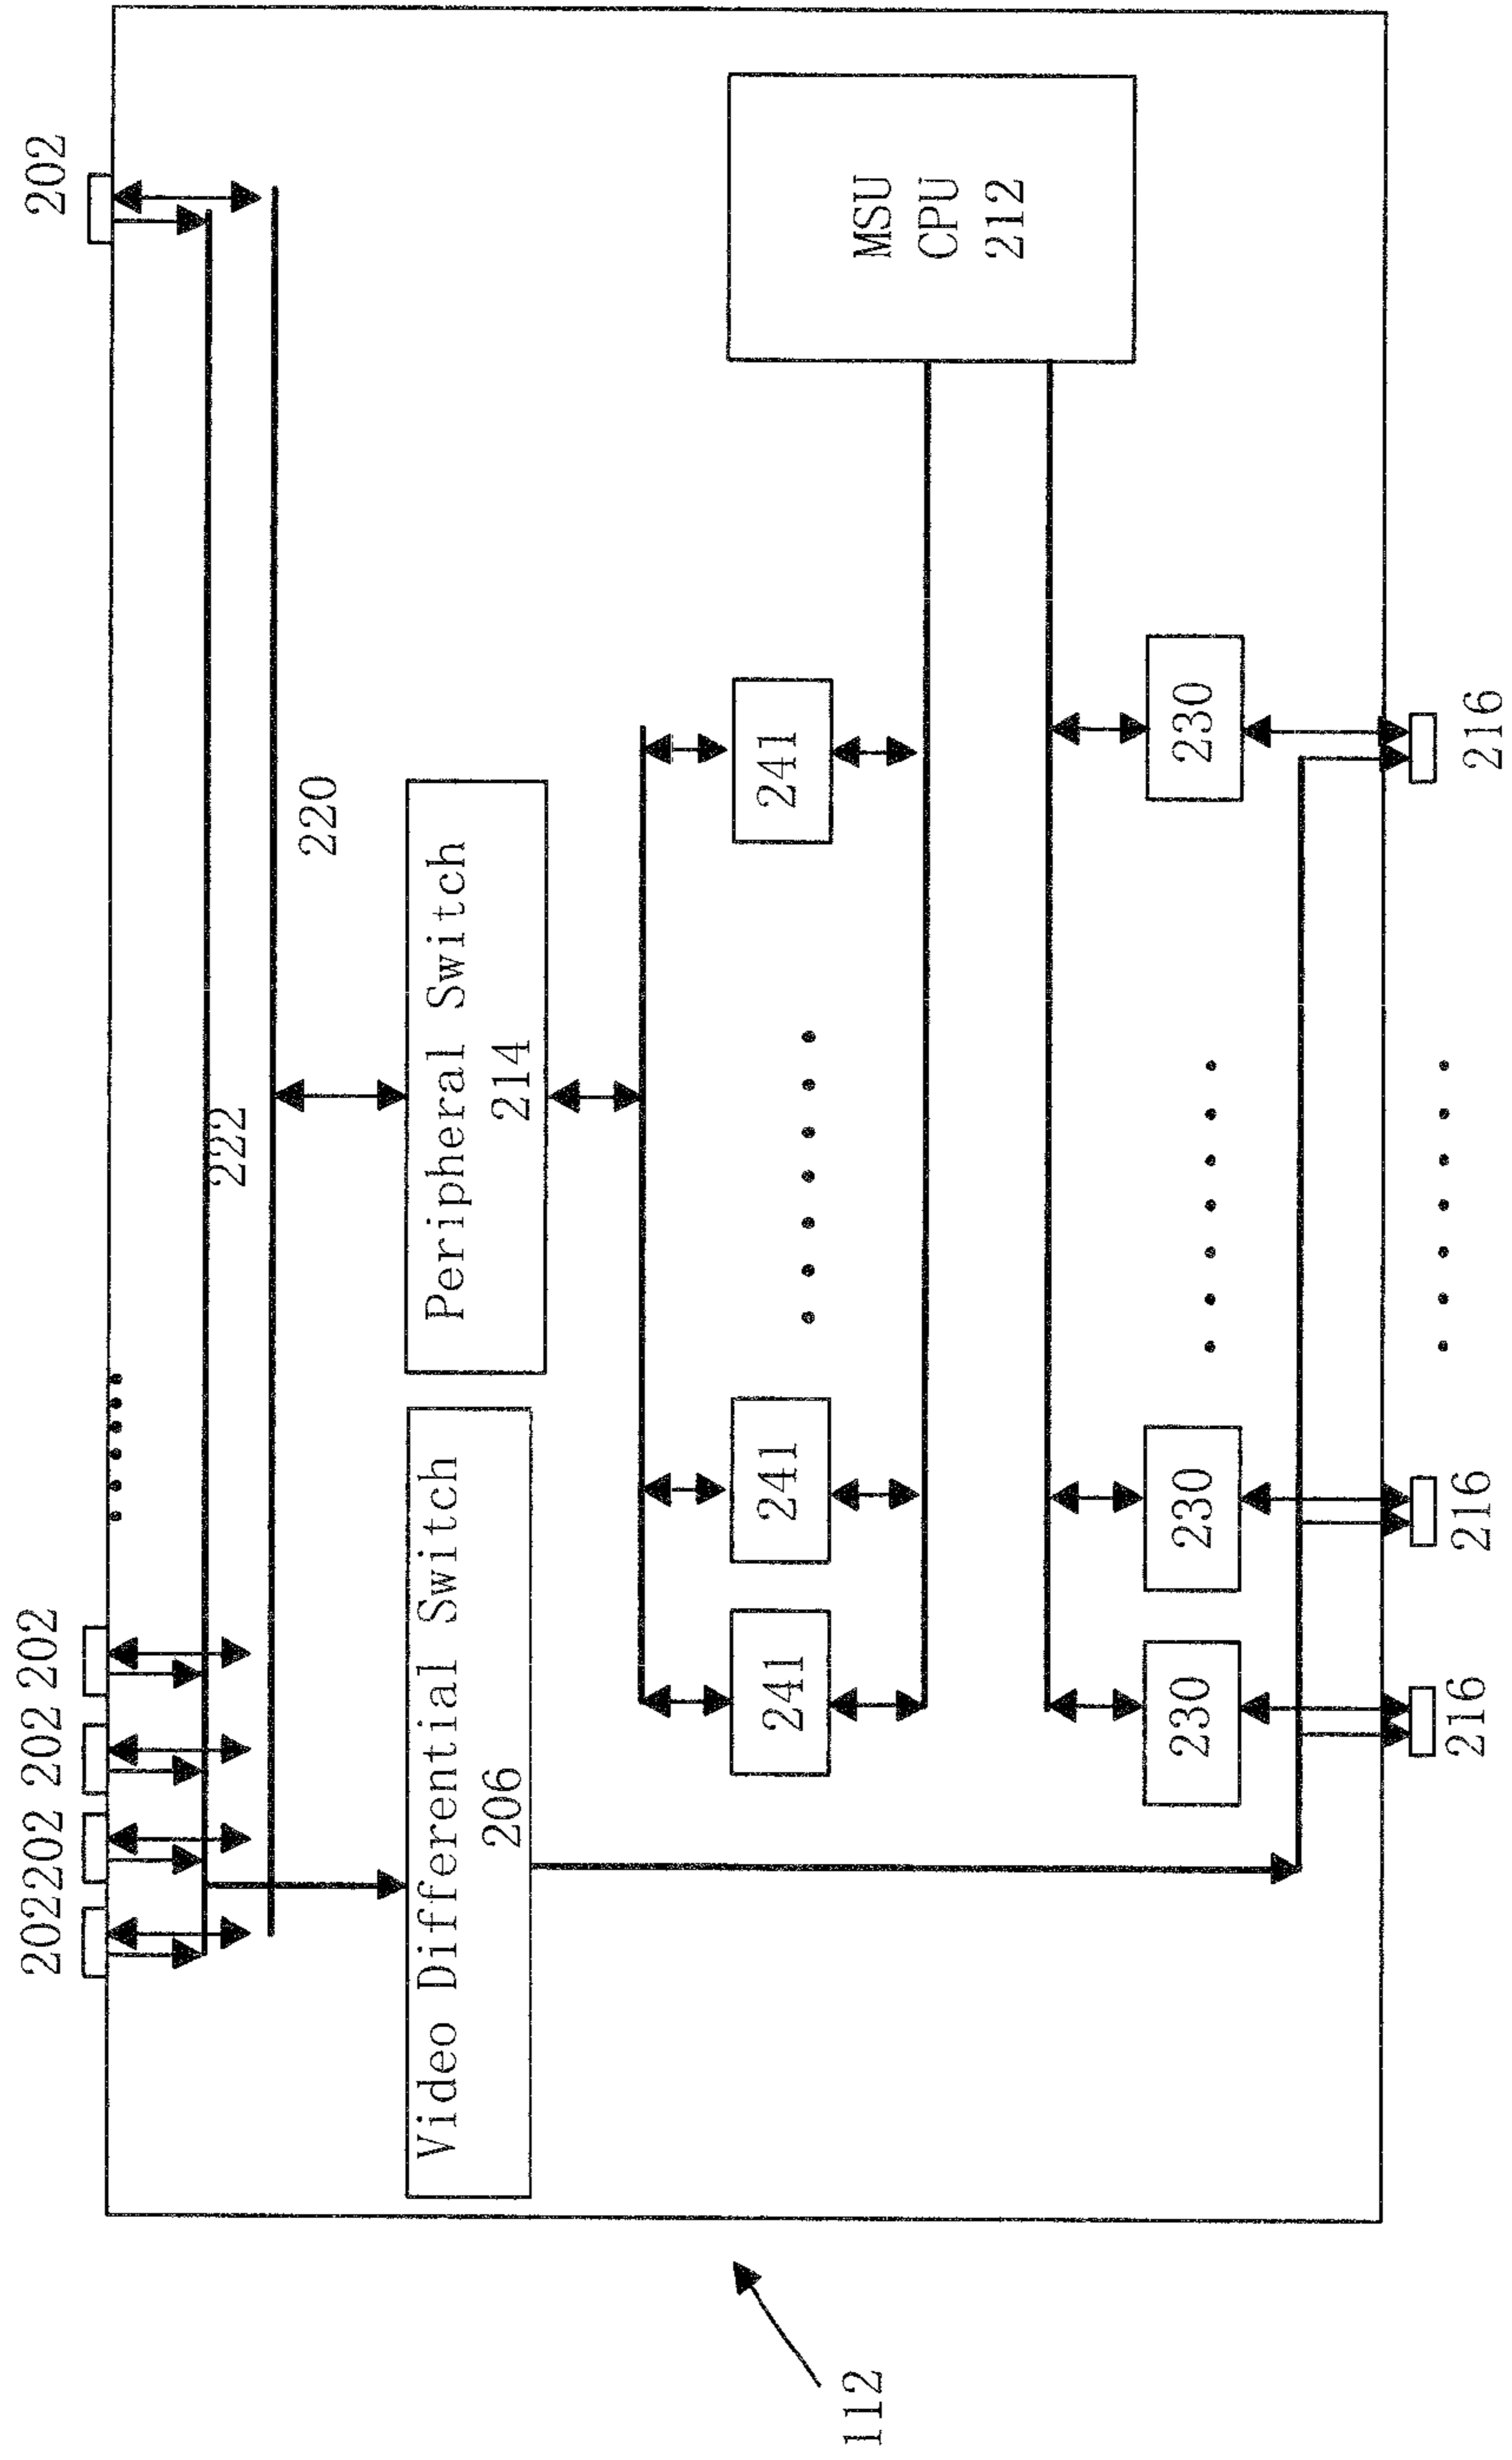 202 202 202 202 202
222
220
Video Differential Switch
206
Peripheral Switch
214
241 241 241
MSU
CPU
212
112
230 230 230
216 216 216